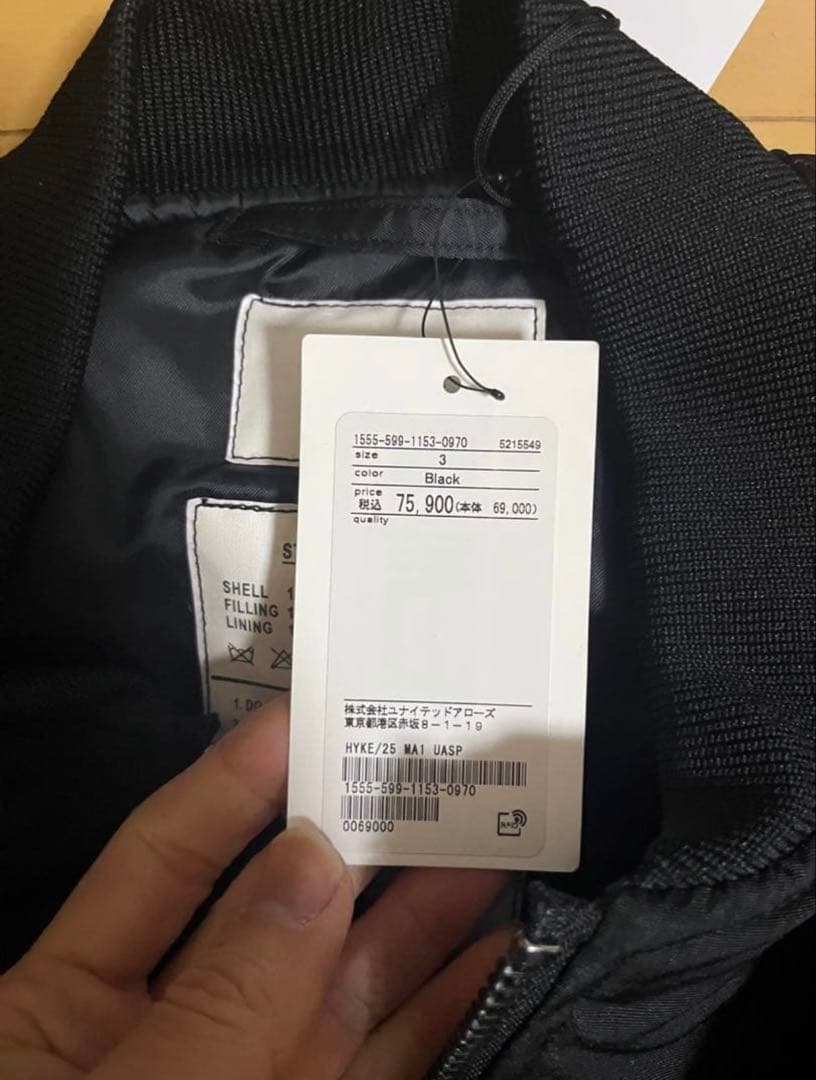 1555-599-1153-0970 5215549
size 3
color Black
price
税込 75,900(本体 69,000)
quality
SHELL
FILLING
LINING
株式会社ユナイテッドアローズ
東京都港区赤坂8-1-19
HYKE/25 MA1 UASP
1555-599-1153-0970
0069000
RFID